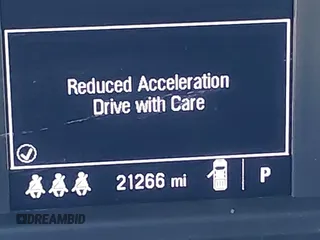 Reduced Acceleration
Drive with Care
21266 mi
P
DREAMBID